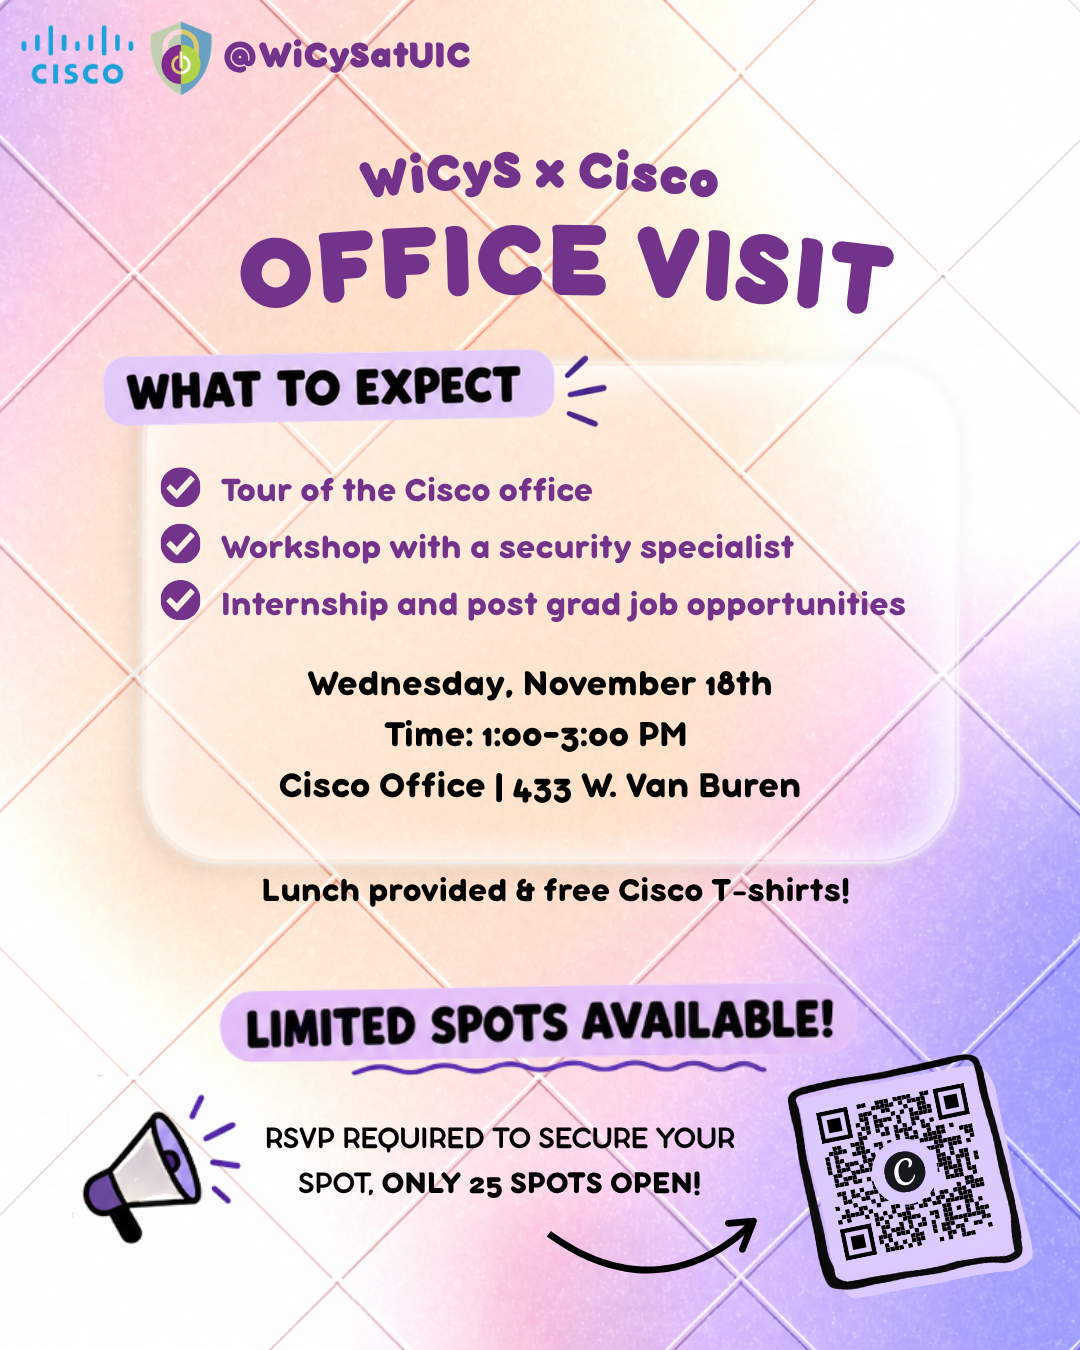 CISCO @WiCySatUIC
WiCyS x Cisco
OFFICE VISIT
WHAT TO EXPECT
Tour of the Cisco office
Workshop with a security specialist
Internship and post grad job opportunities
Wednesday, November 18th
Time: 1:00-3:00 PM
Cisco Office | 433 W. Van Buren
Lunch provided & free Cisco T-shirts!
LIMITED SPOTS AVAILABLE!
RSVP REQUIRED TO SECURE YOUR
SPOT, ONLY 25 SPOTS OPEN!
C